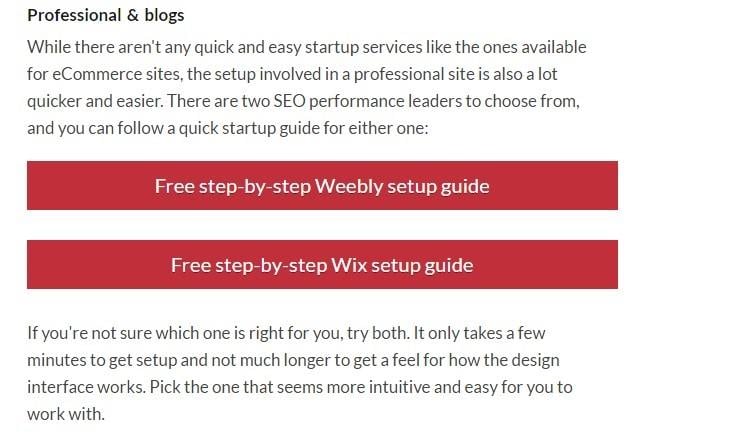 Professional & blogs
While there aren't any quick and easy startup services like the ones available
for eCommerce sites, the setup involved in a professional site is also a lot
quicker and easier. There are two SEO performance leaders to choose from,
and you can follow a quick startup guide for either one:
Free step-by-step Weebly setup guide
Free step-by-step Wix setup guide
If you're not sure which one is right for you, try both. It only takes a few
minutes to get setup and not much longer to get a feel for how the design
interface works. Pick the one that seems more intuitive and easy for you to
work with.